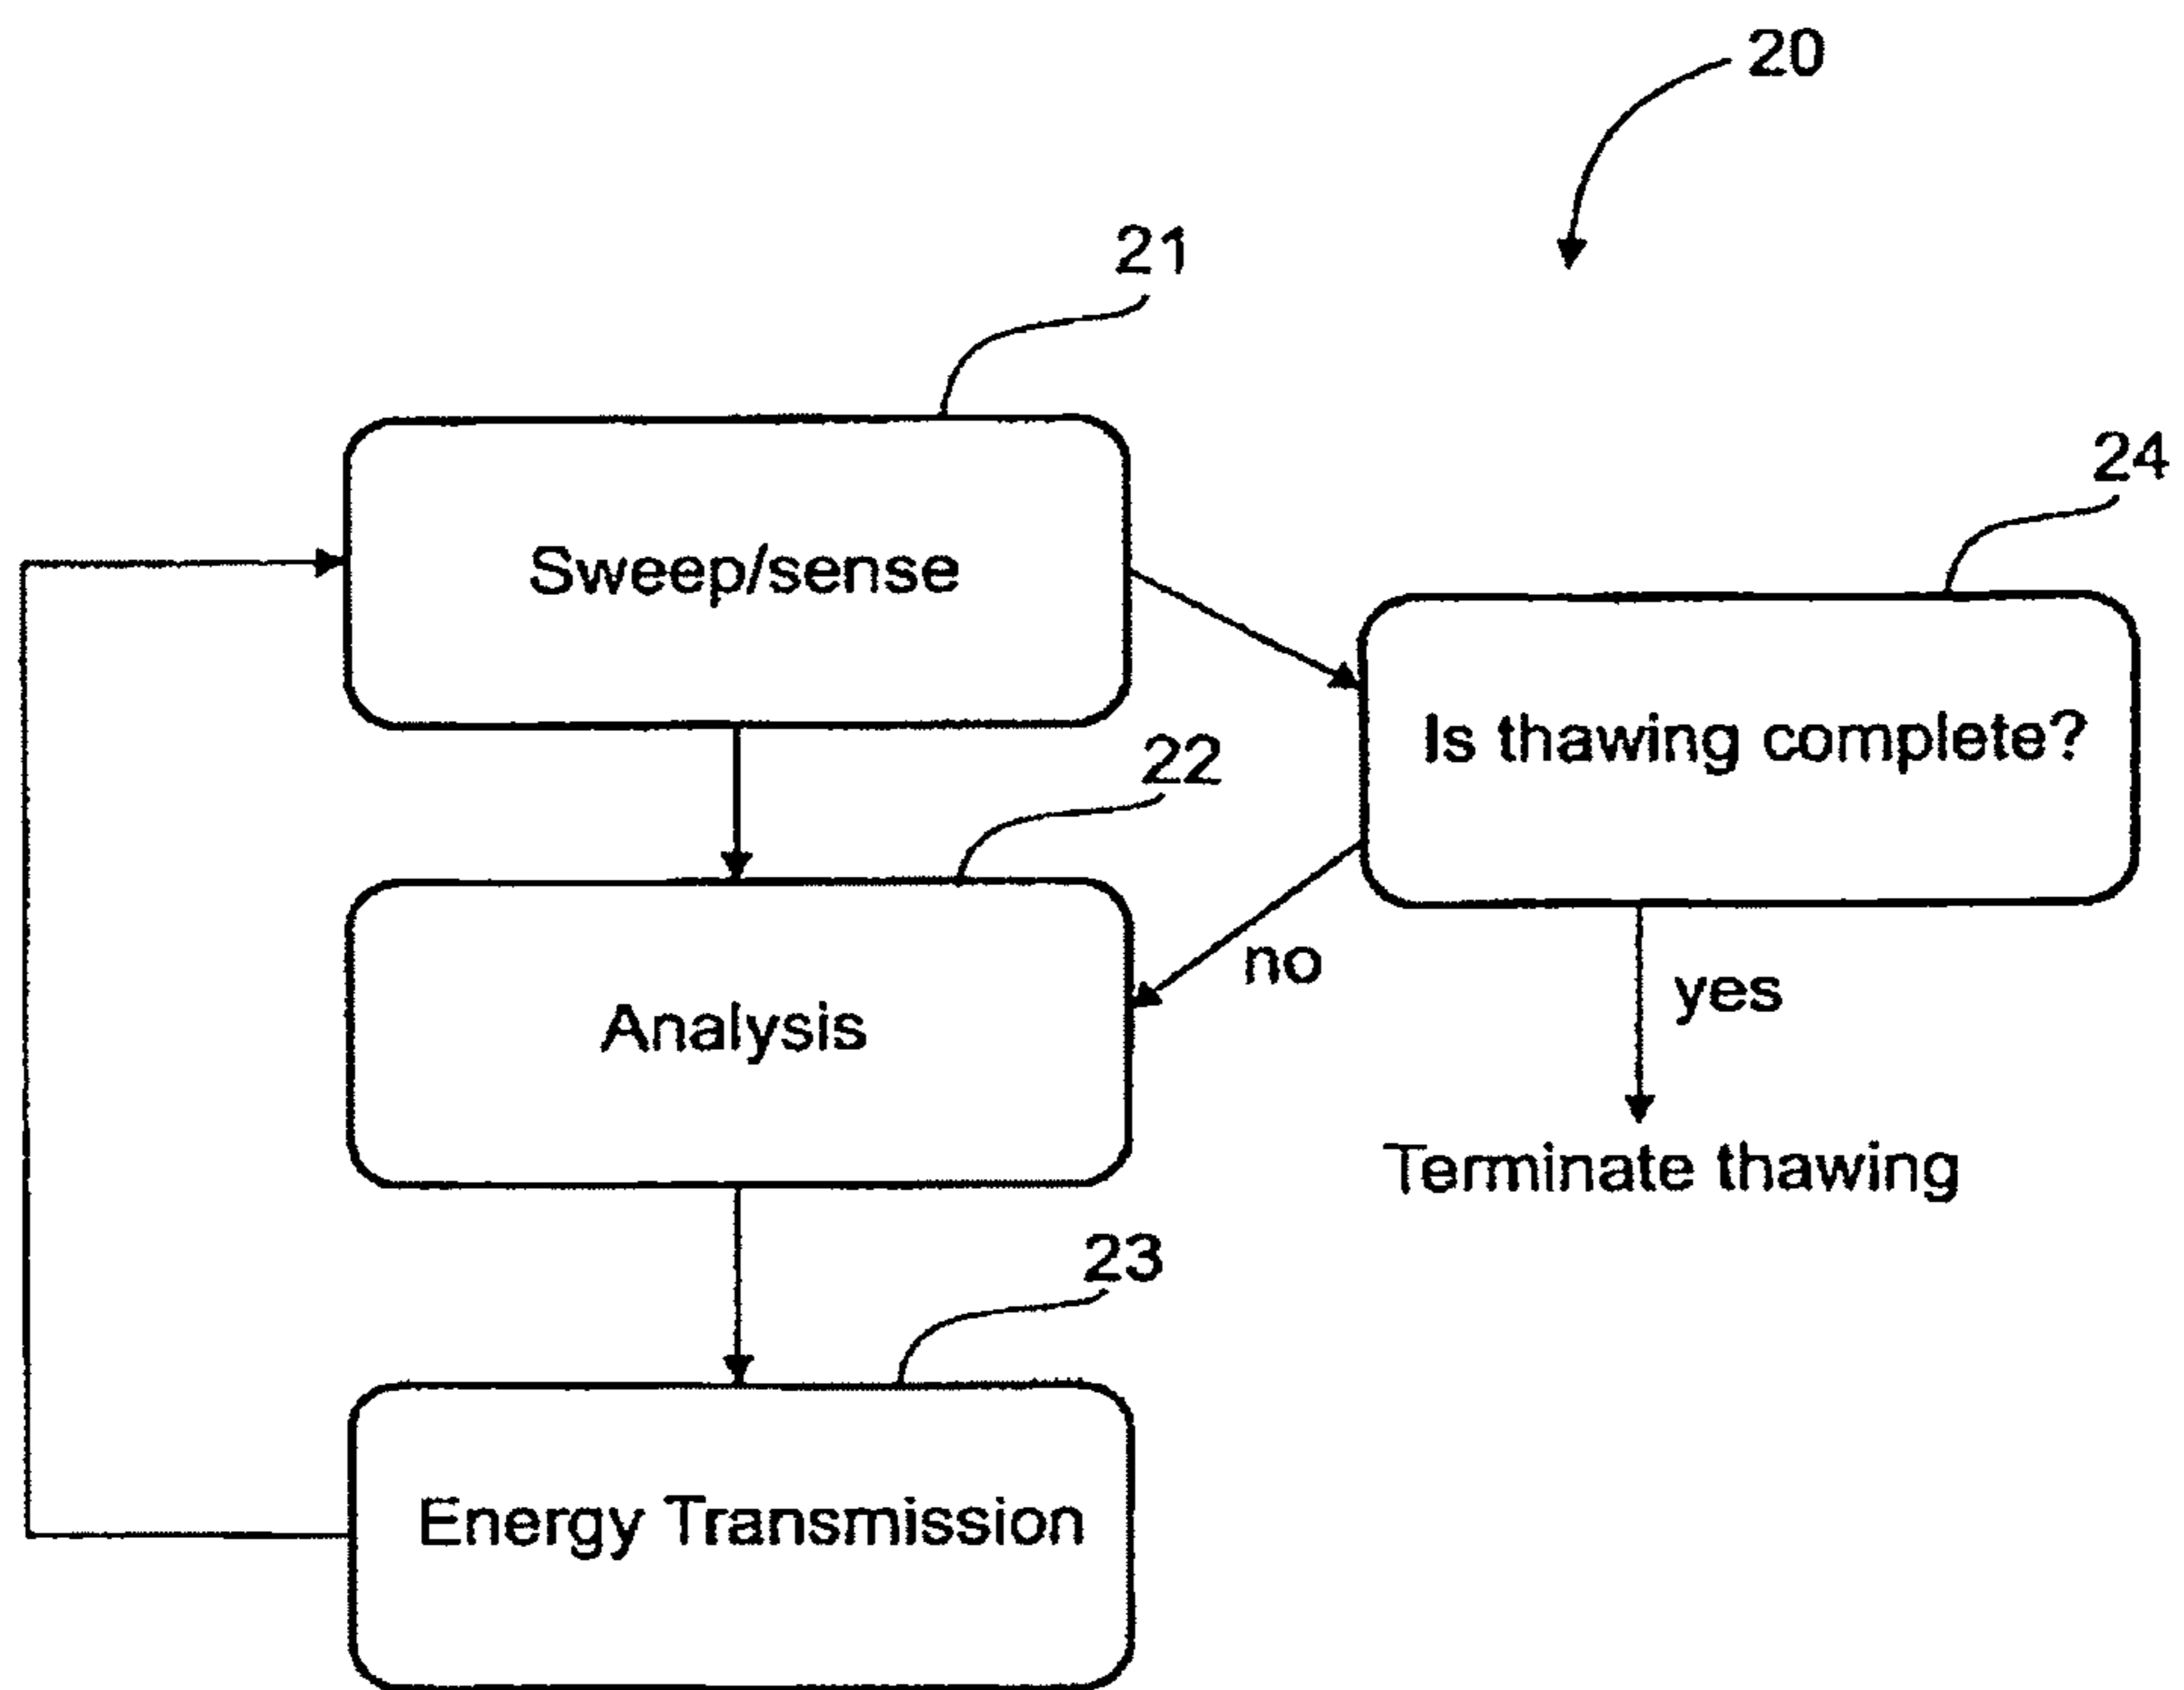 20
21
24
Sweep/sense
Is thawing complete?
22
no
yes
Analysis
Terminate thawing
23
Energy Transmission